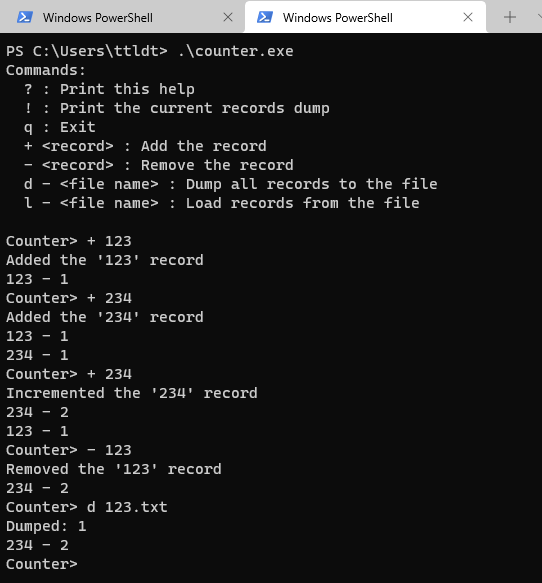 Windows PowerShell
Windows PowerShell
PS C:\Users\ttldt> .\counter.exe
Commands:
  ? : Print this help
  ! : Print the current records dump
  q : Exit
  + <record> : Add the record
  - <record> : Remove the record
  d - <file name> : Dump all records to the file
  l - <file name> : Load records from the file

Counter> + 123
Added the '123' record
123 - 1
Counter> + 234
Added the '234' record
123 - 1
234 - 1
Counter> + 234
Incremented the '234' record
234 - 2
123 - 1
Counter> - 123
Removed the '123' record
234 - 2
Counter> d 123.txt
Dumped: 1
234 - 2
Counter>